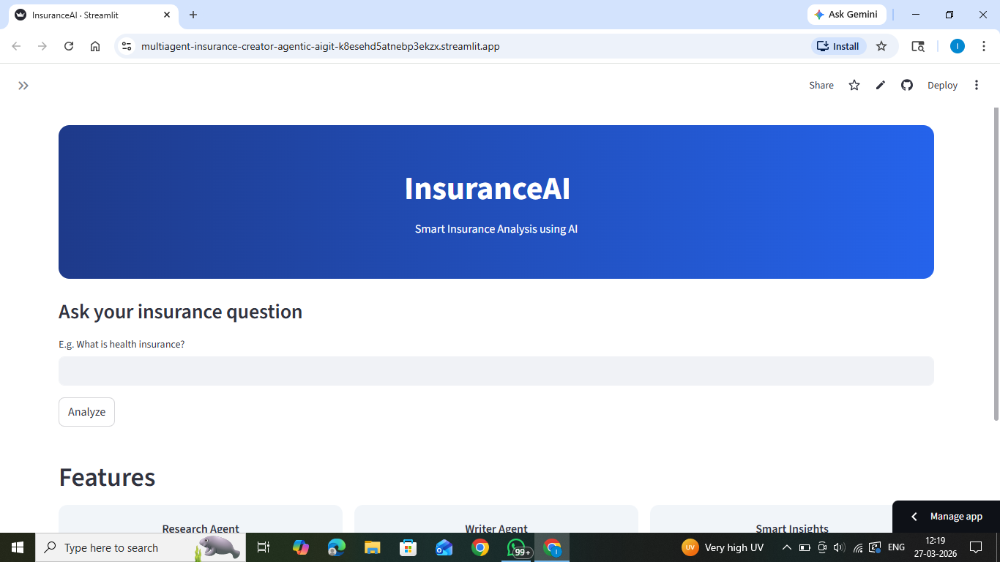 InsuranceAI · Streamlit
Ask Gemini
multiagent-insurance-creator-agentic-aigit-k8esehd5atnebp3ekzx.streamlit.app
Install
I
Share
Deploy
InsuranceAI
Smart Insurance Analysis using AI
Ask your insurance question
E.g. What is health insurance?
Analyze
Features
Research Agent
Writer Agent
Smart Insights
Manage app
Type here to search
99+
I
UV
Very high UV
ENG
12:19
27-03-2026